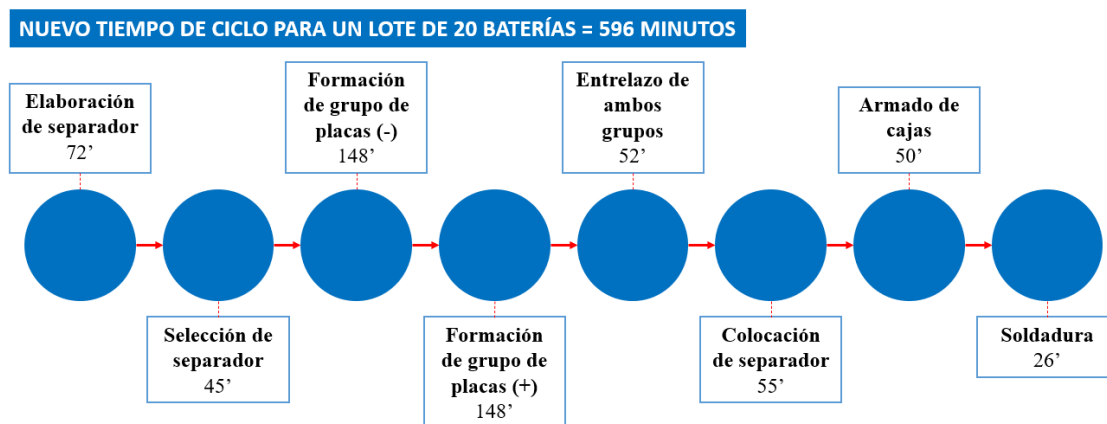 NUEVO TIEMPO DE CICLO PARA UN LOTE DE 20 BATERÍAS = 596 MINUTOS
Elaboración
de separador
72’
Selección de
separador
45’
Formación
de grupo de
placas (-)
148’
Formación
de grupo de
placas (+)
148’
Entrelazo de
ambos
grupos
52’
Colocación
de separador
55’
Armado de
cajas
50’
Soldadura
26’